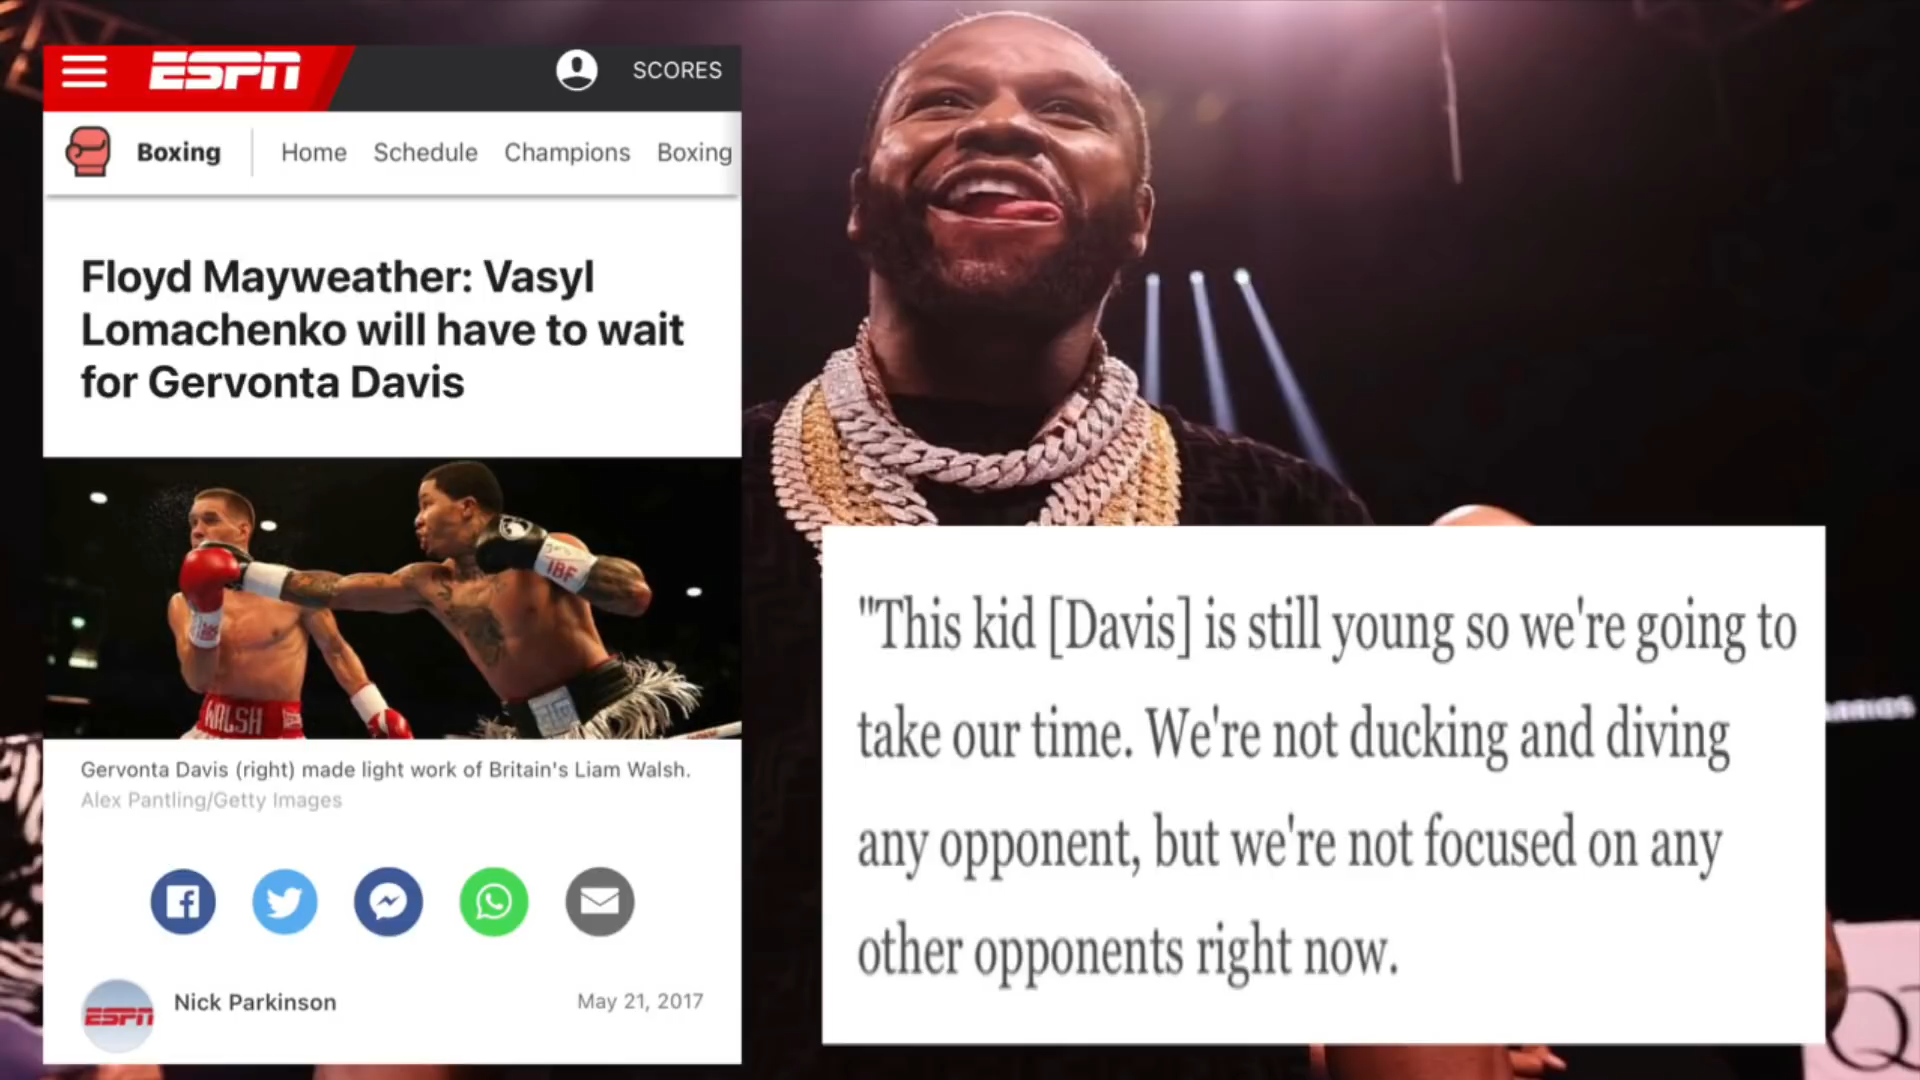 ESPN
SCORES
Boxing
Home
Schedule
Champions
Boxing
Floyd Mayweather: Vasyl
Lomachenko will have to wait
for Gervonta Davis
IBF
WALSH
Gervonta Davis (right) made light work of Britain's Liam Walsh.
Alex Pantling/Getty Images
ESPN
Nick Parkinson
May 21, 2017
"This kid [Davis] is still young so we're going to
take our time. We're not ducking and diving
any opponent, but we're not focused on any
other opponents right now.